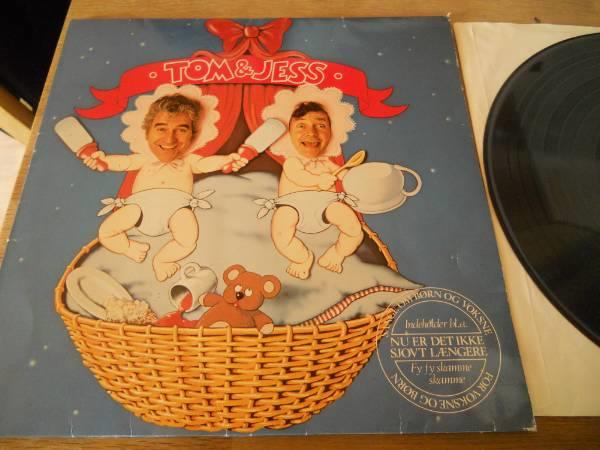 · TOM & JESS ·
BØRN OG VOKSNE
Indeholder bl.a.
NU ER DET IKKE
SJOVT LÆNGERE
Fy fy skamme
skamme
FOR VOKSNE OG BØRN